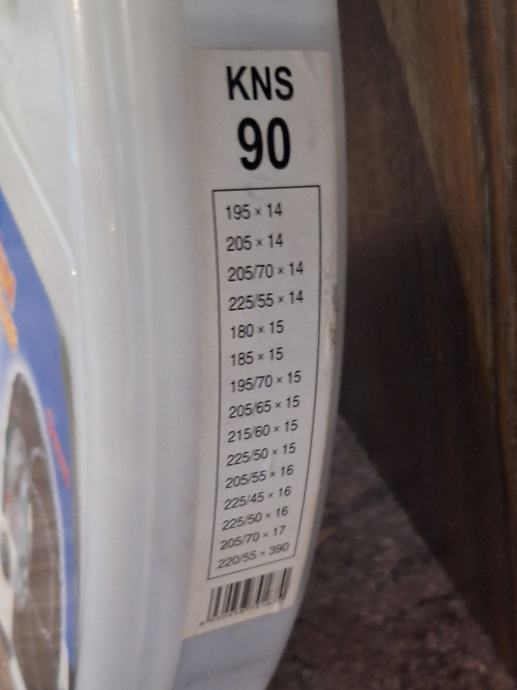 KNS
90
195 × 14
205 × 14
205/70 × 14
225/55 × 14
180 × 15
185 × 15
195/70 × 15
205/65 × 15
215/60 × 15
225/50 × 15
205/55 × 16
225/45 × 16
225/50 × 16
205/70 × 17
220/55 × 390